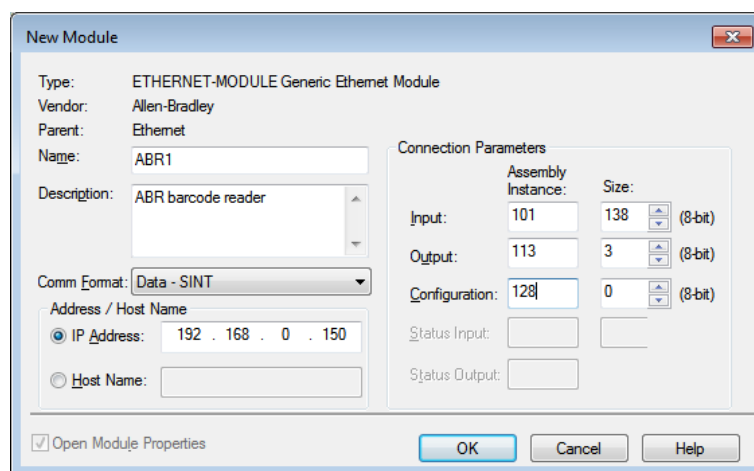 New Module
Type: ETHERNET-MODULE Generic Ethernet Module
Vendor: Allen-Bradley
Parent: Ethernet
Name: ABR1
Description: ABR barcode reader
Comm Format: Data - SINT
Address / Host Name
IP Address: 192 . 168 . 0 . 150
Host Name:
Connection Parameters
Assembly
Instance: Size:
Input: 101 138 (8-bit)
Output: 113 3 (8-bit)
Configuration: 128 0 (8-bit)
Status Input:
Status Output:
Open Module Properties
OK Cancel Help